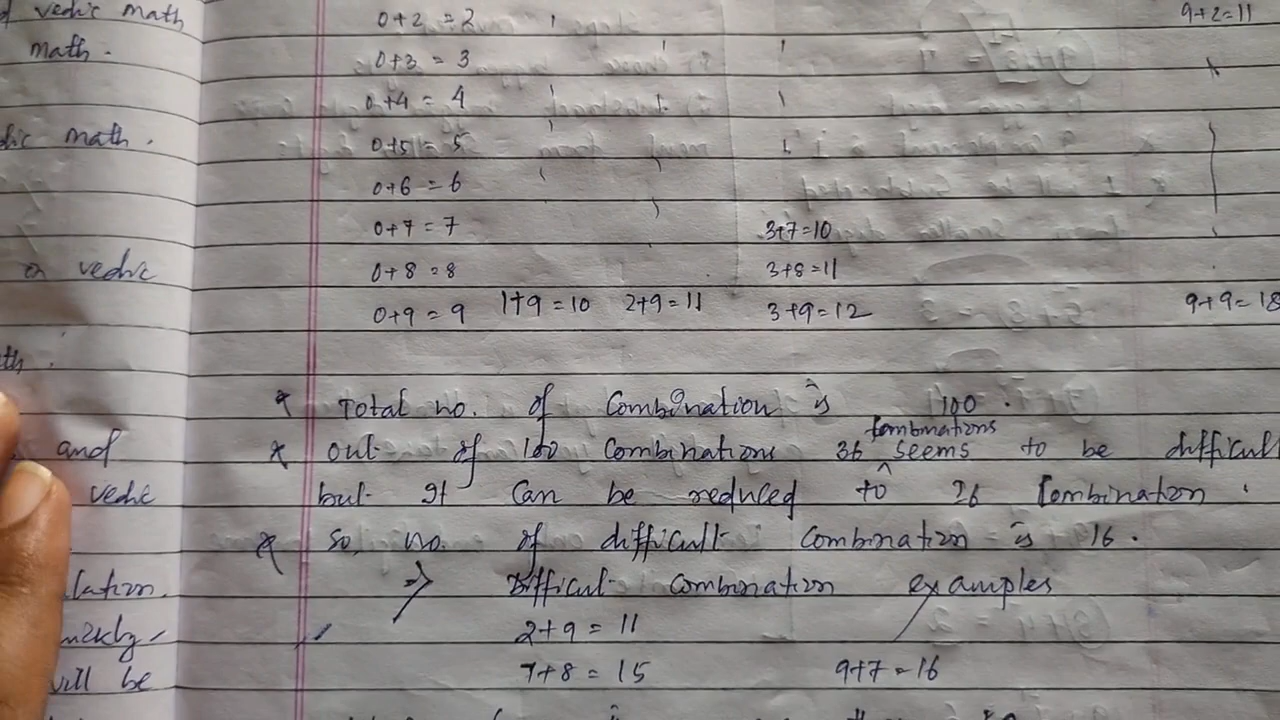 vedic math
math.
0+2 = 2
9+2=11
0+3 = 3
0+4 = 4
math.
0+5 = 5
0+6 = 6
0+7 = 7
3+7=10
vedic
0+8 = 8
3+8=11
0+9 = 9 1+9 = 10 2+9=11 3+9=12 9+9=18
* Total no. of Combination is 100.
combinations
and
* out of 100 Combinations 36 ^ seems to be difficul
vedic
but It Can be reduced to 26 Combination.
* so, no. of difficult Combination is 16.
lation.
=> Difficul Combination examples
2+9 = 11
7+8 = 15 9+7=16
will be